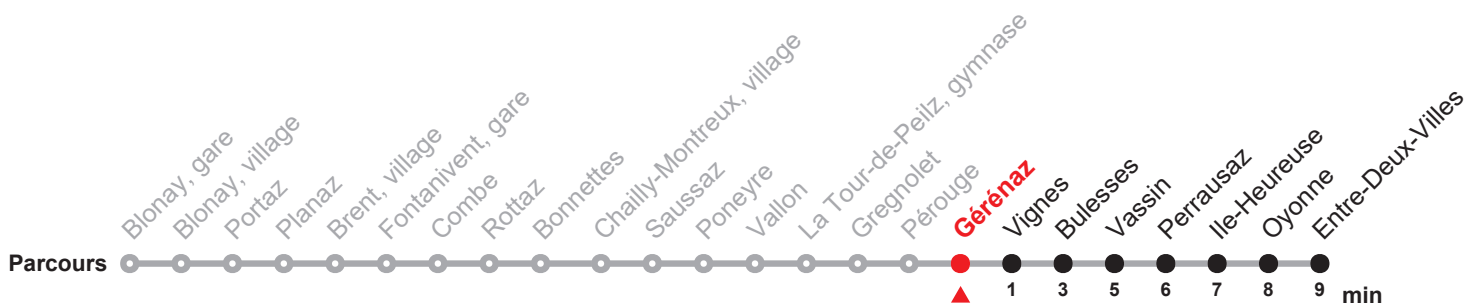 Blonay, gare
Blonay, village
Portaz
Planaz
Brent, village
Fontanivent, gare
Combe
Rottaz
Bonnettes
Chailly-Montreux, village
Saussaz
Poneyre
Vallon
La Tour-de-Peilz, gymnase
Gregnolet
Pérouge
Gérénaz
Vignes
Bulesses
Vassin
Perrausaz
Ile-Heureuse
Oyonne
Entre-Deux-Villes
Parcours
1 3 5 6 7 8 9 min